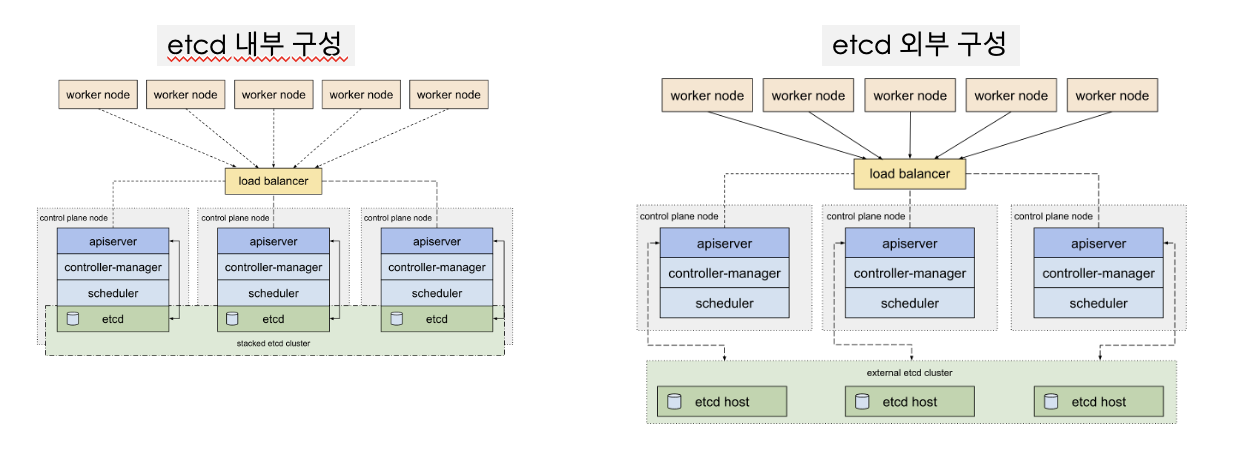 etcd 내부 구성
worker node
worker node
worker node
worker node
worker node
load balancer
control plane node
control plane node
control plane node
apiserver
apiserver
apiserver
controller-manager
controller-manager
controller-manager
scheduler
scheduler
scheduler
etcd
etcd
etcd
stacked etcd cluster
etcd 외부 구성
worker node
worker node
worker node
worker node
worker node
load balancer
control plane node
control plane node
control plane node
apiserver
apiserver
apiserver
controller-manager
controller-manager
controller-manager
scheduler
scheduler
scheduler
external etcd cluster
etcd host
etcd host
etcd host